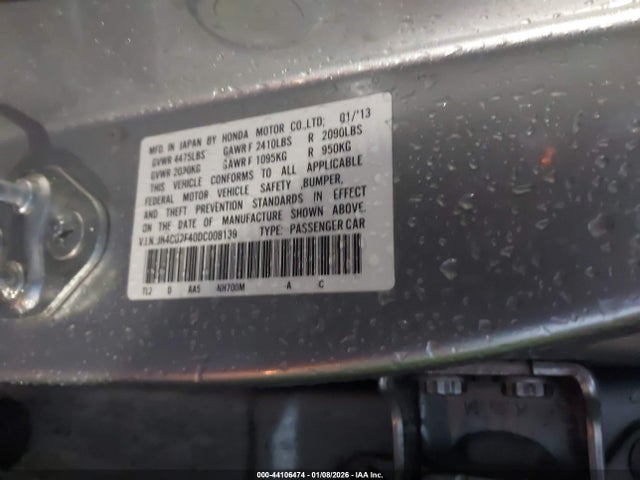 MFD. IN JAPAN BY HONDA MOTOR CO.,LTD; 01/'13
GVWR 4475LBS GAWR F 2410LBS R 2090LBS
GVWR 2030KG GAWR F 1095KG R 950KG
THIS VEHICLE CONFORMS TO ALL APPLICABLE
FEDERAL MOTOR VEHICLE SAFETY ,BUMPER,
AND THEFT PREVENTION STANDARDS IN EFFECT
ON THE DATE OF MANUFACTURE SHOWN ABOVE.
V.I.N.:JH4CU2F40DC008139 TYPE: PASSENGER CAR
TL2 0 AA5 NH700M -A C
000-44106474 | 01/08/2026 - IAA Inc.